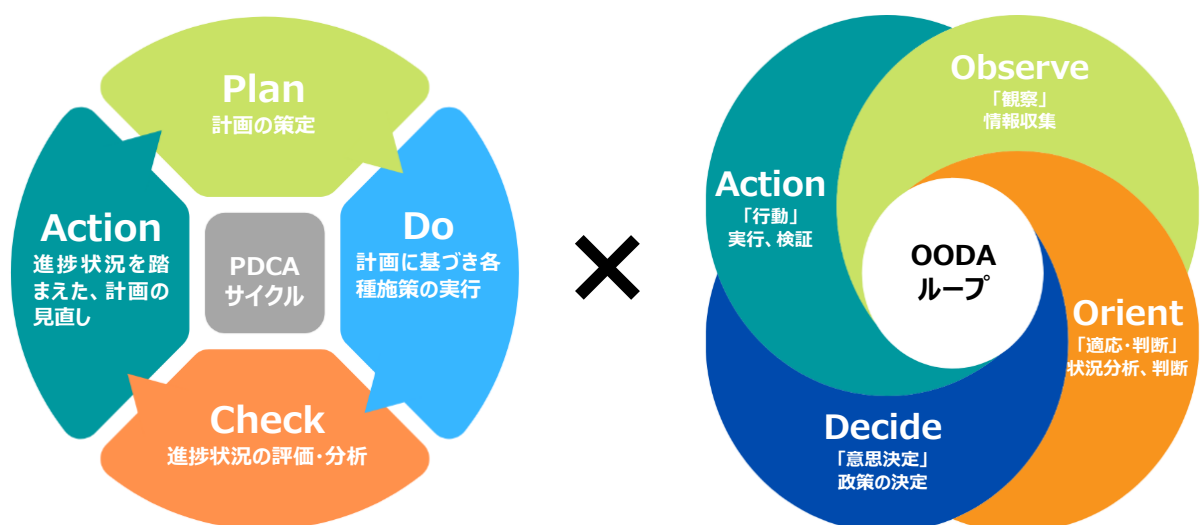 Plan
計画の策定
Do
計画に基づき各
種施策の実行
Check
進捗状況の評価・分析
Action
進捗状況を踏
まえた、計画の
見直し
PDCA
サイクル
×
Observe
「観察」
情報収集
Orient
「適応・判断」
状況分析、判断
Decide
「意思決定」
政策の決定
Action
「行動」
実行、検証
OODA
ループ